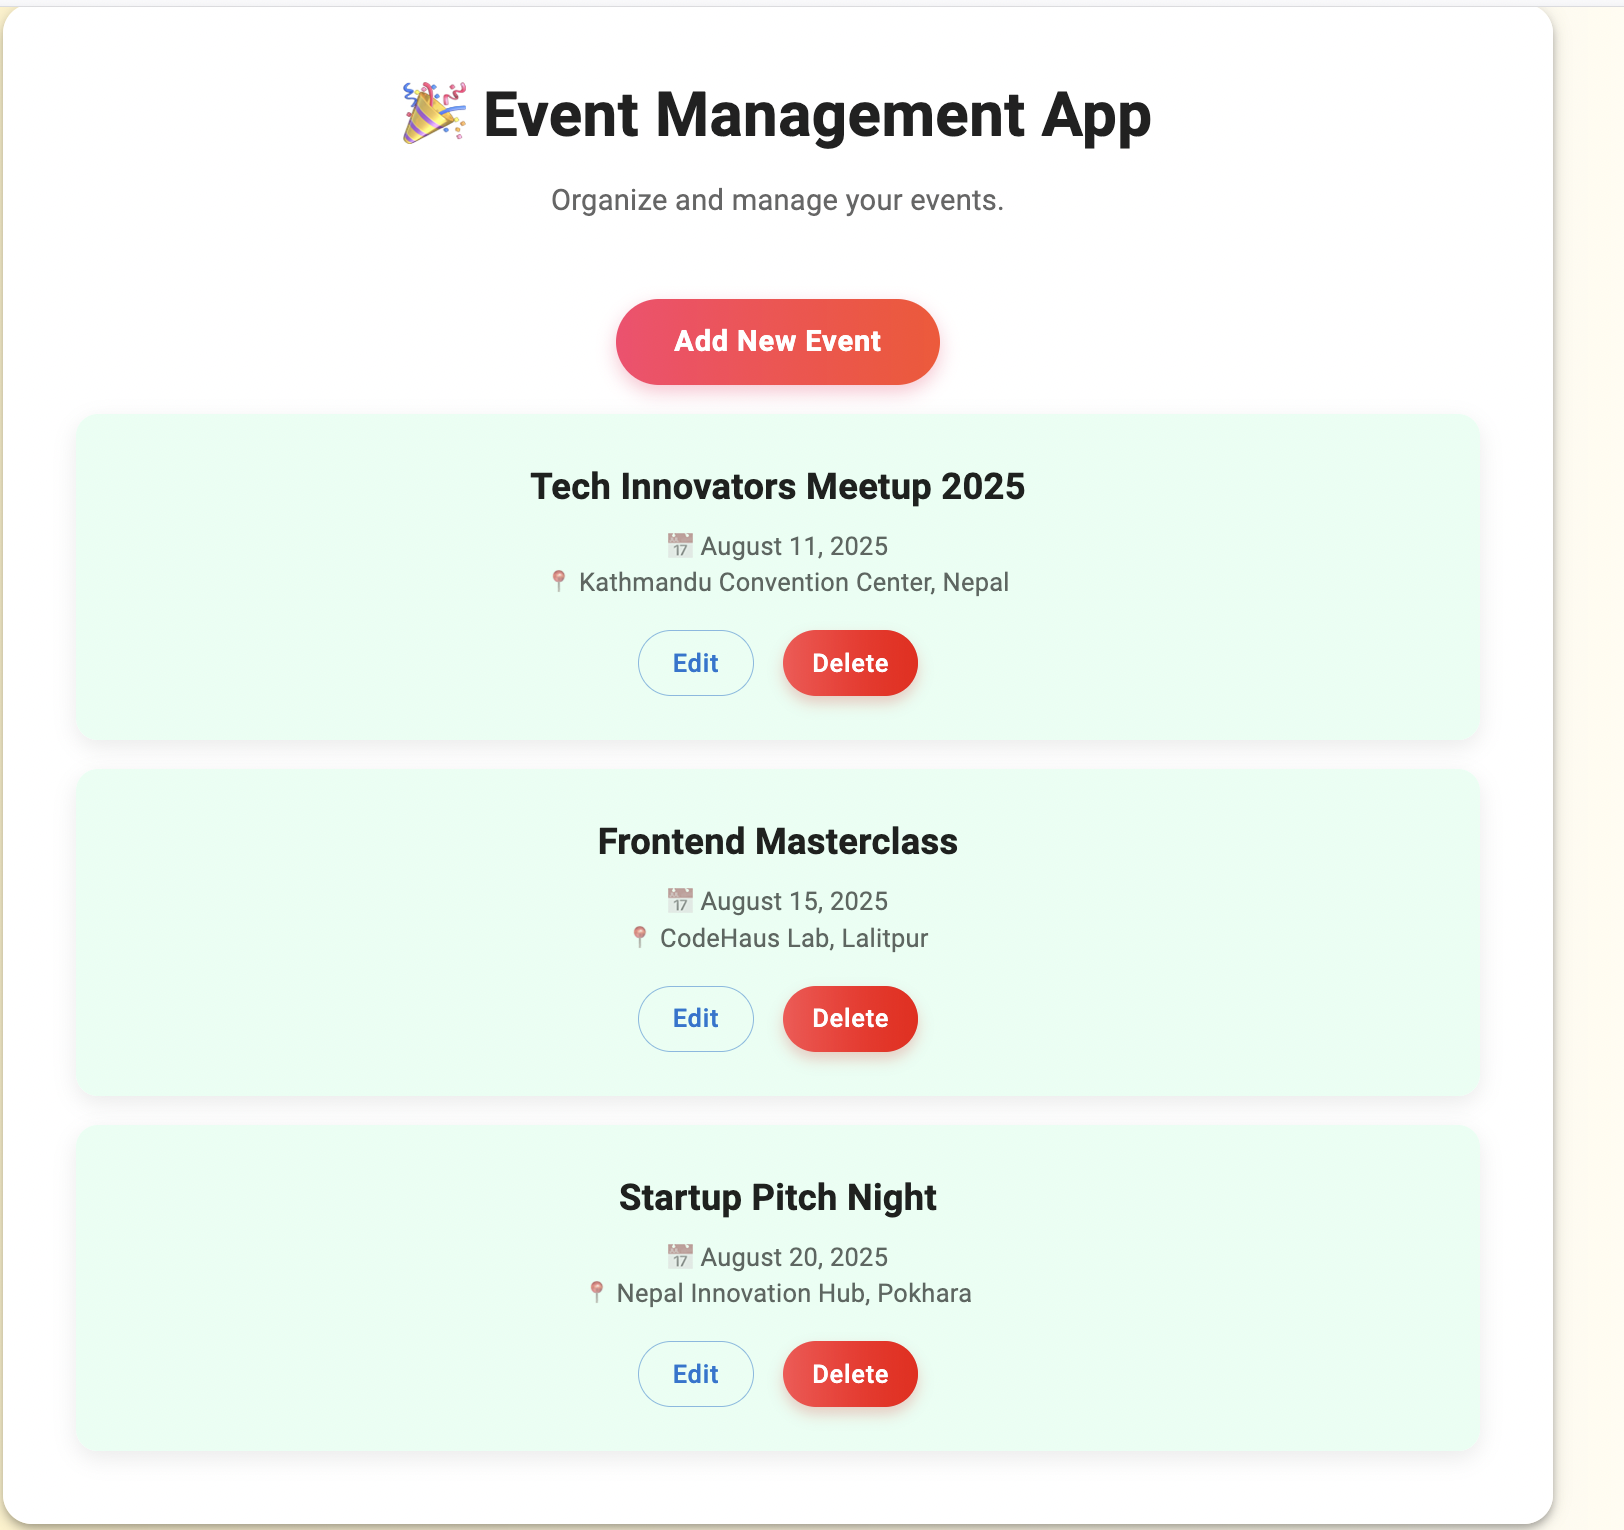 🎉 Event Management App
Organize and manage your events.
Add New Event
Tech Innovators Meetup 2025
📅 August 11, 2025
📍 Kathmandu Convention Center, Nepal
Edit Delete
Frontend Masterclass
📅 August 15, 2025
📍 CodeHaus Lab, Lalitpur
Edit Delete
Startup Pitch Night
📅 August 20, 2025
📍 Nepal Innovation Hub, Pokhara
Edit Delete